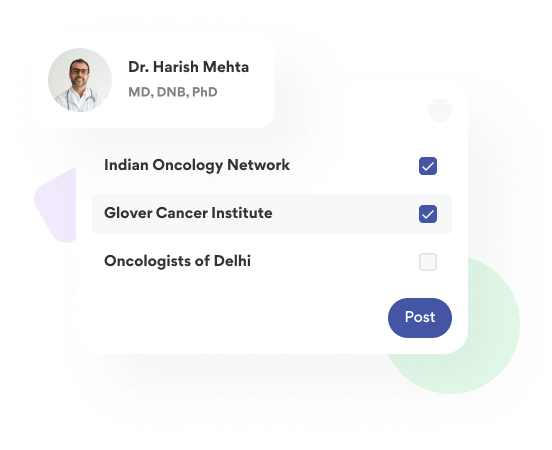 Dr. Harish Mehta
MD, DNB, PhD
Indian Oncology Network
Glover Cancer Institute
Oncologists of Delhi
Post